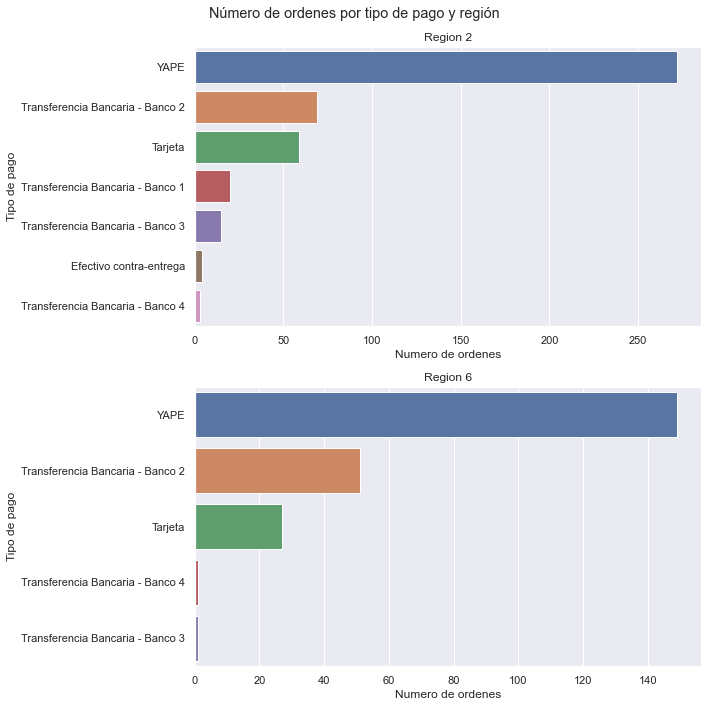 Número de ordenes por tipo de pago y región
Region 2
Tipo de pago
YAPE
Transferencia Bancaria - Banco 2
Tarjeta
Transferencia Bancaria - Banco 1
Transferencia Bancaria - Banco 3
Efectivo contra-entrega
Transferencia Bancaria - Banco 4
0 50 100 150 200 250
Numero de ordenes
Region 6
Tipo de pago
YAPE
Transferencia Bancaria - Banco 2
Tarjeta
Transferencia Bancaria - Banco 4
Transferencia Bancaria - Banco 3
0 20 40 60 80 100 120 140
Numero de ordenes